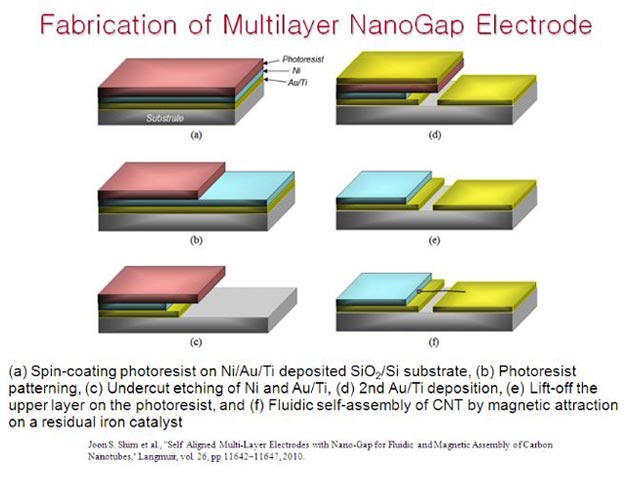 Fabrication of Multilayer NanoGap Electrode
Photoresist
Ni
Au/Ti
Substrate
(a)
(d)
(b)
(e)
(c)
(f)
(a) Spin-coating photoresist on Ni/Au/Ti deposited SiO2/Si substrate, (b) Photoresist
patterning, (c) Undercut etching of Ni and Au/Ti, (d) 2nd Au/Ti deposition, (e) Lift-off the
upper layer on the photoresist, and (f) Fluidic self-assembly of CNT by magnetic attraction
on a residual iron catalyst
Joon S. Shim et al., "Self Aligned Multi-Layer Electrodes with Nano-Gap for Fluidic and Magnetic Assembly of Carbon
Nanotubes," Langmuir, vol. 26, pp 11642–11647, 2010.